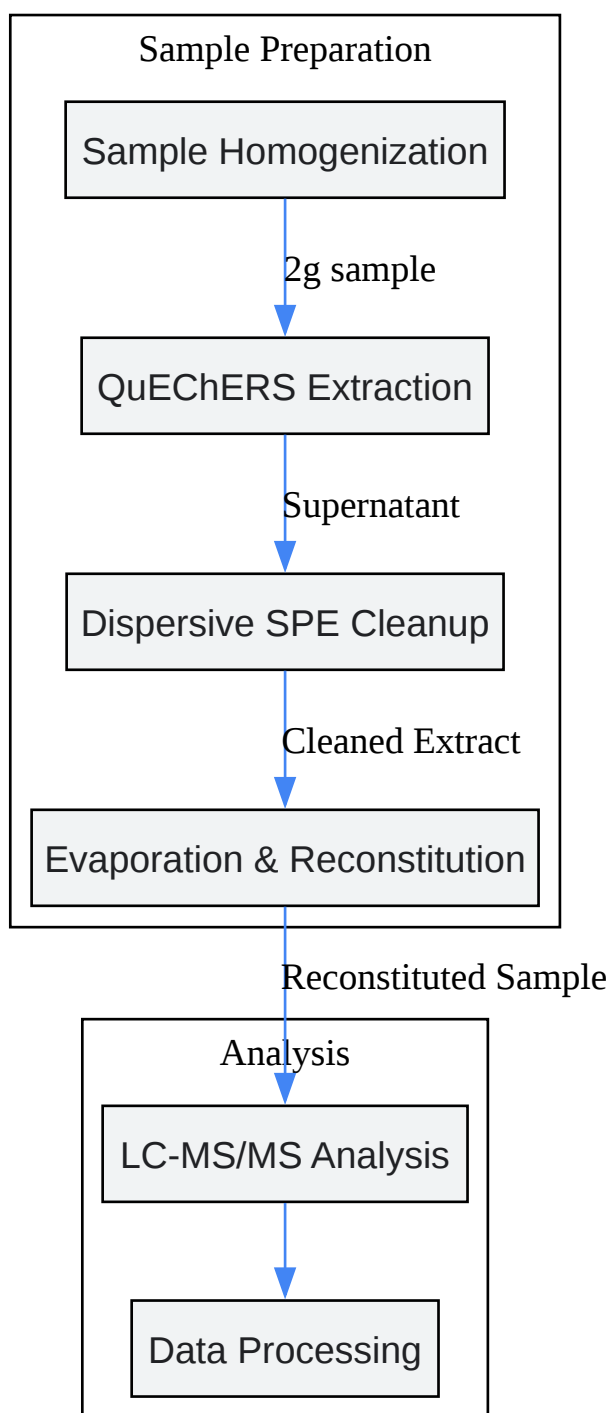 Sample Preparation
Sample Homogenization
2g sample
QuEChERS Extraction
Supernatant
Dispersive SPE Cleanup
Cleaned Extract
Evaporation & Reconstitution
Reconstituted Sample
Analysis
LC-MS/MS Analysis
Data Processing